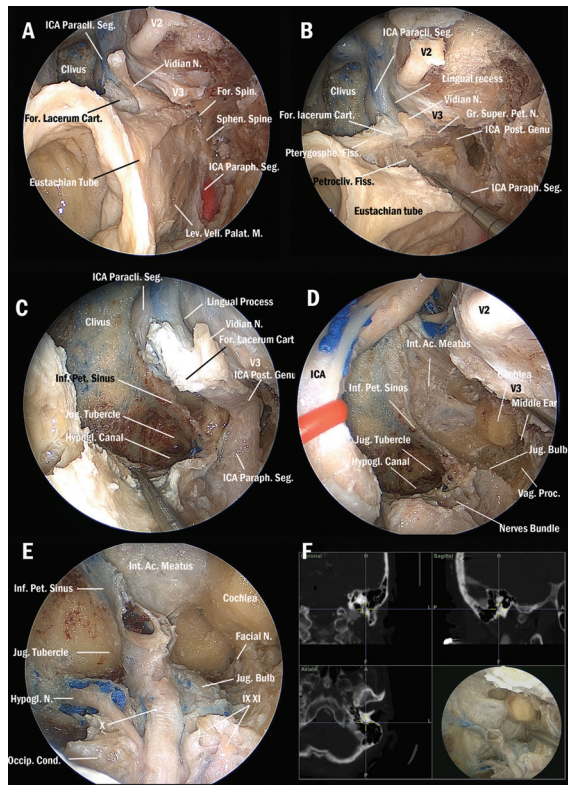 A
ICA Paracli. Seg.
V2
Clivus
Vidian N.
V3
For. Spin.
For. Lacerum Cart.
Sphen. Spine
ICA Paraph. Seg.
Eustachian Tube
Lev. Veli. Palat. M.
B
ICA Paracli. Seg.
V2
Clivus
Lingual recess
Vidian N.
For. lacerum Cart.
V3
Gr. Super. Pet. N.
ICA Post. Genu
Pterygosphe. Fiss.
Petrocliv. Fiss.
ICA Paraph. Seg.
Eustachian tube
C
ICA Paracli. Seg.
Lingual Process
Clivus
Vidian N.
For. Lacerum Cart
V3
ICA Post. Genu
Inf. Pet. Sinus
Jug. Tubercle
Hypogl. Canal
ICA Paraph. Seg.
D
V2
Int. Ac. Meatus
ICA
Cochlea
V3
Inf. Pet. Sinus
Middle Ear
Jug. Tubercle
Jug. Bulb
Hypogl. Canal
Vag. Proc.
Nerves Bundle
E
Int. Ac. Meatus
Inf. Pet. Sinus
Cochlea
Facial N.
Jug. Tubercle
Jug. Bulb
Hypogl. N.
X
IX XI
Occip. Cond.
F
Coronal
H
Sagittal
H
L
P
A
Axial
L